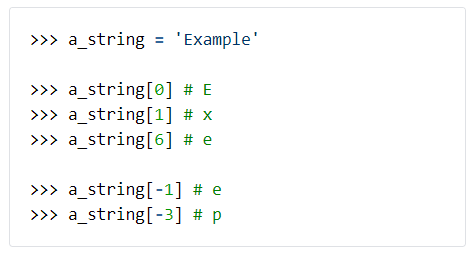 >>> a_string = 'Example'
>>> a_string[0] # E
>>> a_string[1] # x
>>> a_string[6] # e
>>> a_string[-1] # e
>>> a_string[-3] # p